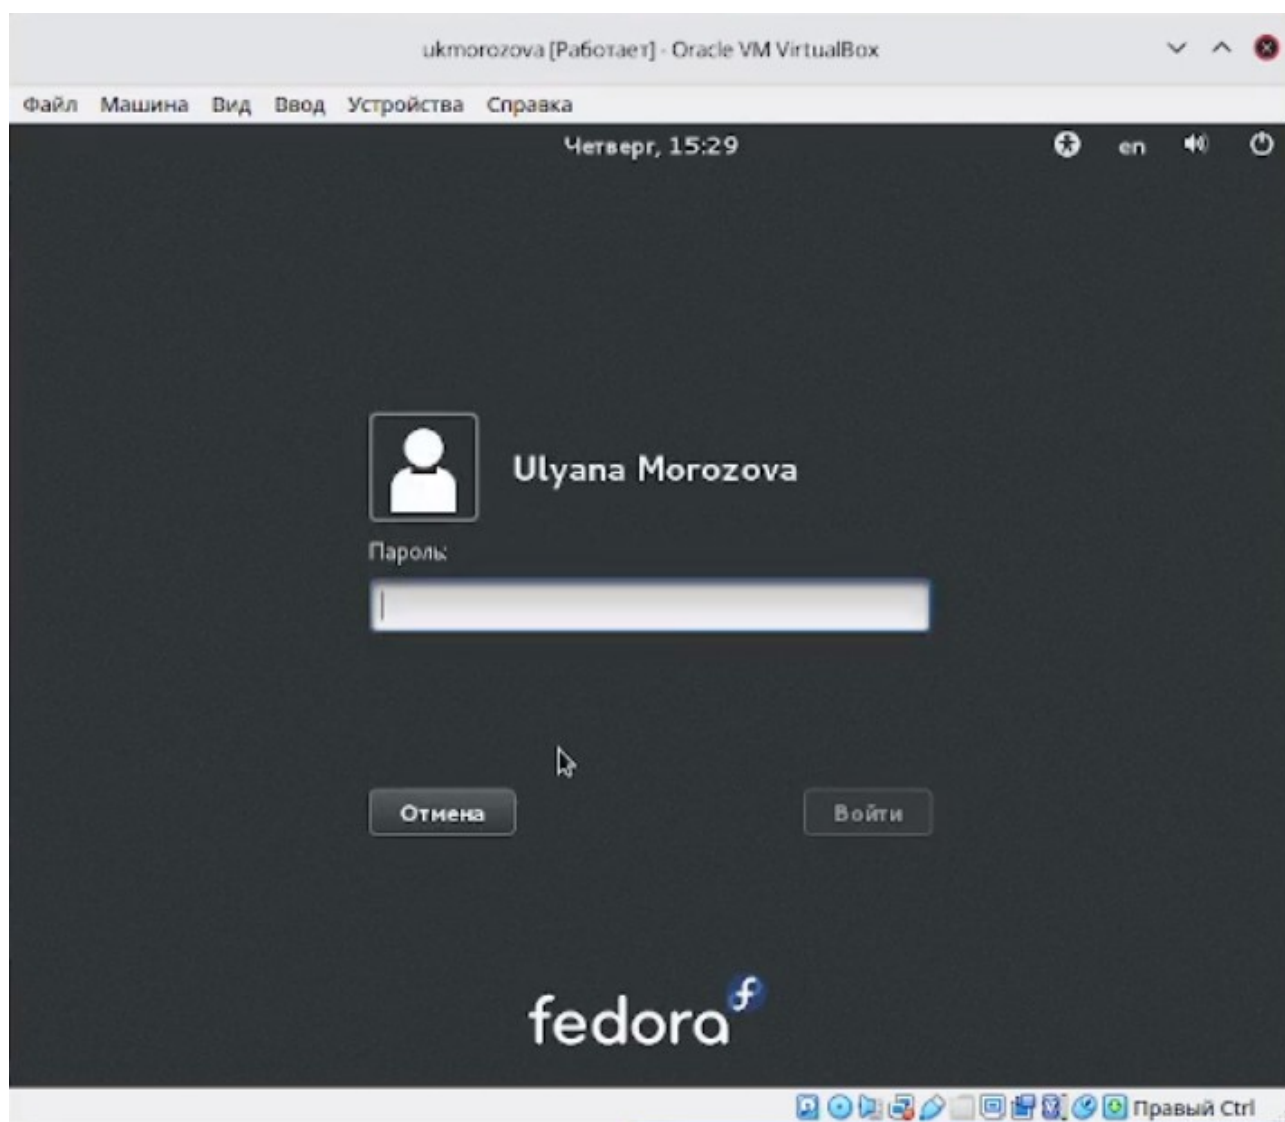 ukmorozova [Работает] - Oracle VM VirtualBox
Файл Машина Вид Ввод Устройства Справка
Четверг, 15:29 en
Ulyana Morozova
Пароль:
Отмена Войти
fedora
Правый Ctrl